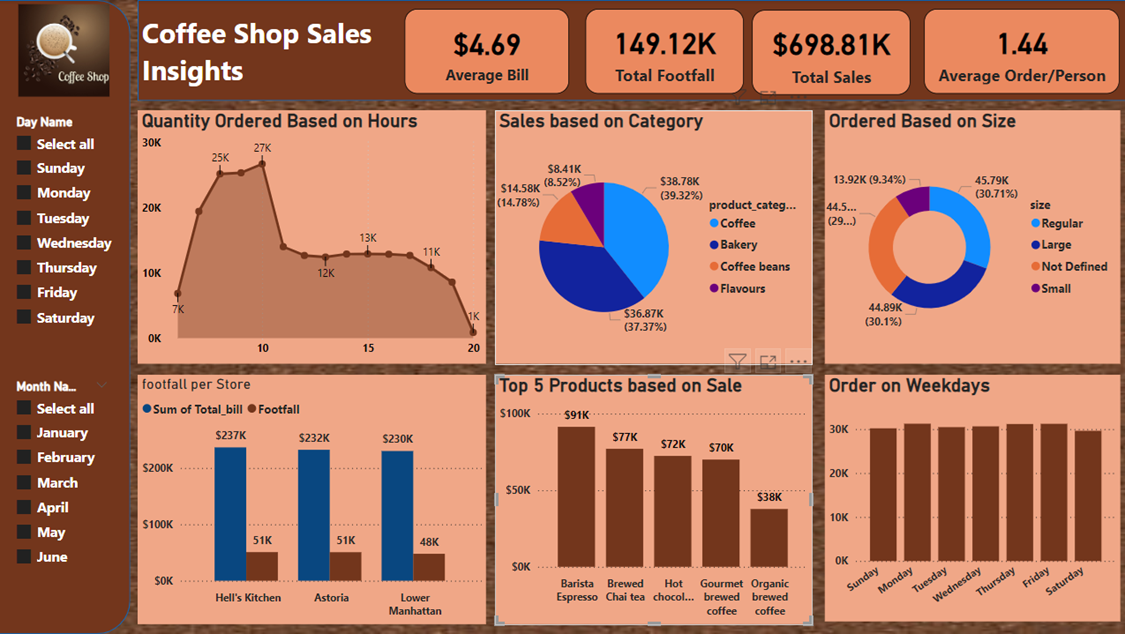 Coffee Shop
Coffee Shop Sales
Insights
$4.69
Average Bill
149.12K
Total Footfall
$698.81K
Total Sales
1.44
Average Order/Person
Day Name
Select all
Sunday
Monday
Tuesday
Wednesday
Thursday
Friday
Saturday
Month Na...
Select all
January
February
March
April
May
June
Quantity Ordered Based on Hours
30K
20K
10K
0K
7K
25K
27K
12K
13K
11K
1K
10
15
20
Sales based on Category
$8.41K
(8.52%)
$14.58K
(14.78%)
$38.78K
(39.32%)
$36.87K
(37.37%)
product_categ...
Coffee
Bakery
Coffee beans
Flavours
Ordered Based on Size
13.92K (9.34%)
45.79K
(30.71%)
44.5...
(29...)
44.89K
(30.1%)
size
Regular
Large
Not Defined
Small
footfall per Store
Sum of Total_bill
Footfall
$200K
$100K
$0K
$237K
51K
$232K
51K
$230K
48K
Hell's Kitchen
Astoria
Lower
Manhattan
Top 5 Products based on Sale
$100K
$50K
$0K
$91K
$77K
$72K
$70K
$38K
Barista
Espresso
Brewed
Chai tea
Hot
chocol...
Gourmet
brewed
coffee
Organic
brewed
coffee
Order on Weekdays
30K
20K
10K
0K
Sunday
Monday
Tuesday
Wednesday
Thursday
Friday
Saturday